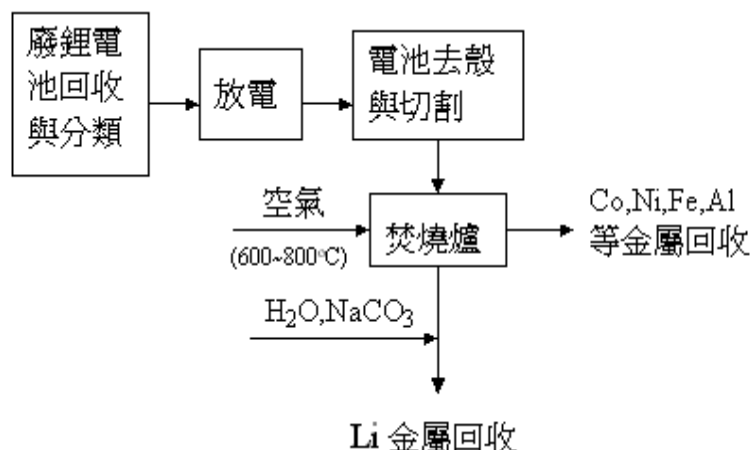 廢鋰電
池回收
與分類
放電
電池去殼
與切割
空氣
(600~800°C)
焚燒爐
Co,Ni,Fe,Al
等金屬回收
H₂O,NaCO₃
Li 金屬回收